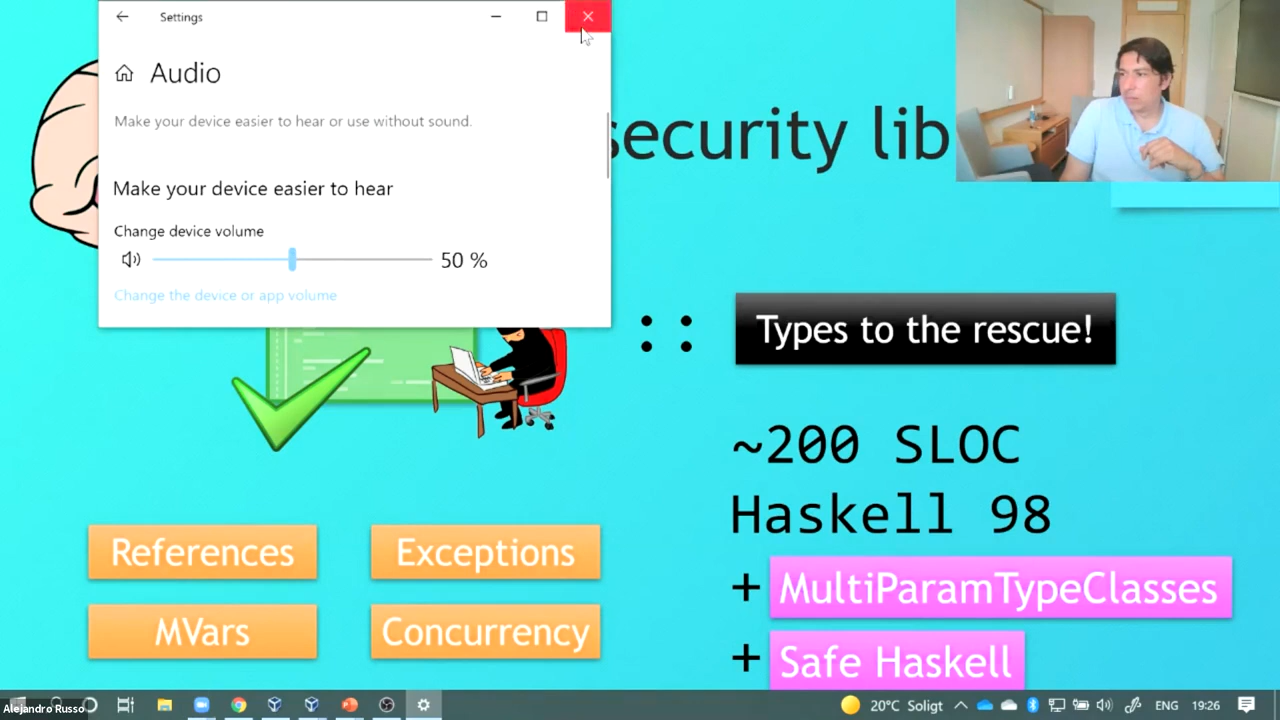 Settings
Audio
Make your device easier to hear or use without sound.
Make your device easier to hear
Change device volume
50 %
Change the device or app volume
security lib
Types to the rescue!
~200 SLOC
Haskell 98
+ MultiParamTypeClasses
+ Safe Haskell
References
Exceptions
MVars
Concurrency
Alejandro Russo
20°C Soligt
ENG
19:26